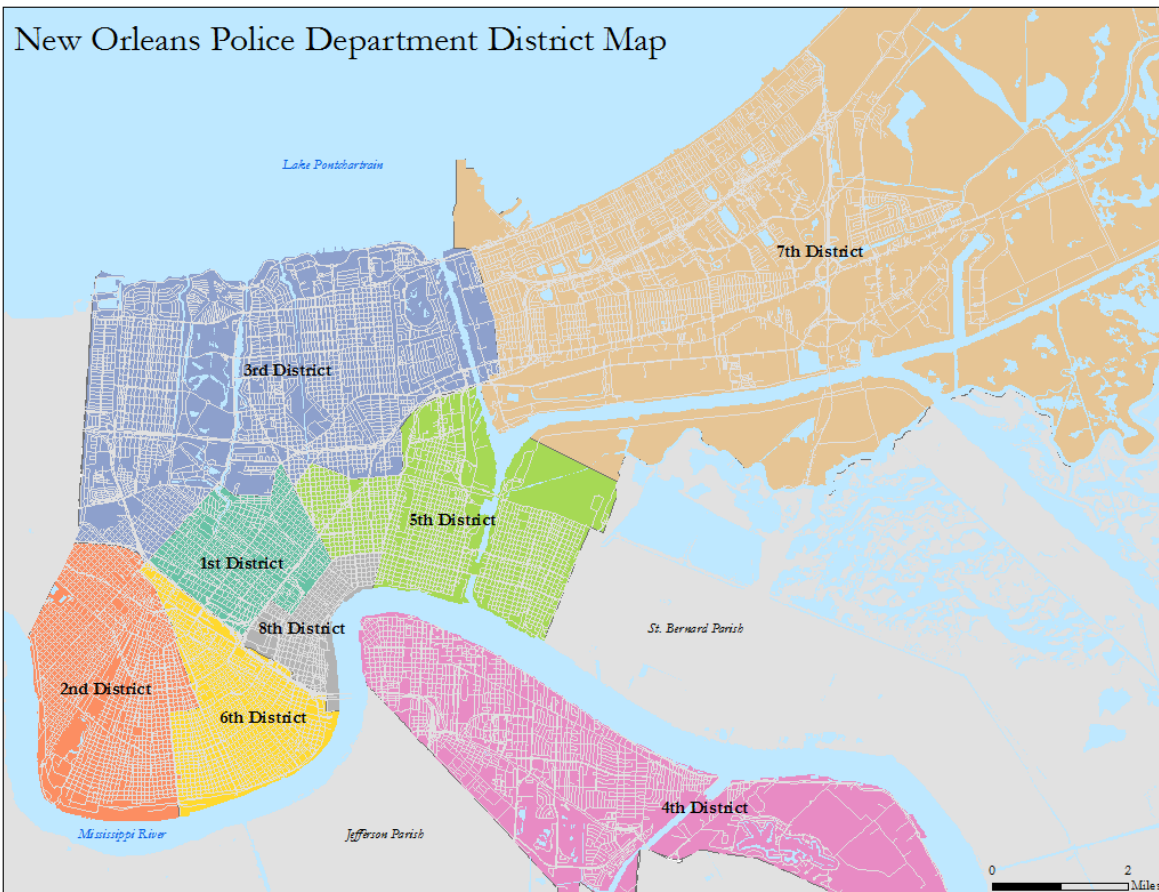 New Orleans Police Department District Map
Lake Pontchartrain
7th District
3rd District
5th District
1st District
8th District
St. Bernard Parish
2nd District
6th District
4th District
Mississippi River
Jefferson Parish
0
2
Miles